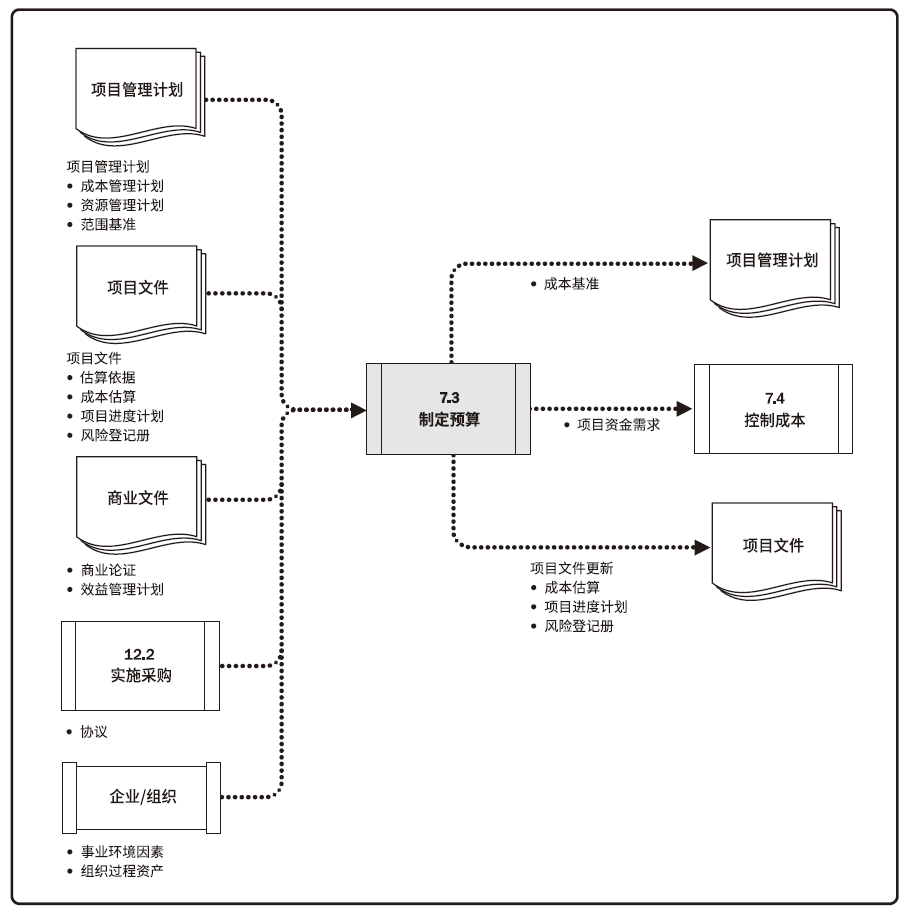 项目管理计划
项目管理计划
• 成本管理计划
• 资源管理计划
• 范围基准
项目文件
项目文件
• 估算依据
• 成本估算
• 项目进度计划
• 风险登记册
商业文件
• 商业论证
• 效益管理计划
12.2
实施采购
• 协议
企业/组织
• 事业环境因素
• 组织过程资产
7.3
制定预算
• 成本基准
项目管理计划
• 项目资金需求
7.4
控制成本
项目文件更新
• 成本估算
• 项目进度计划
• 风险登记册
项目文件